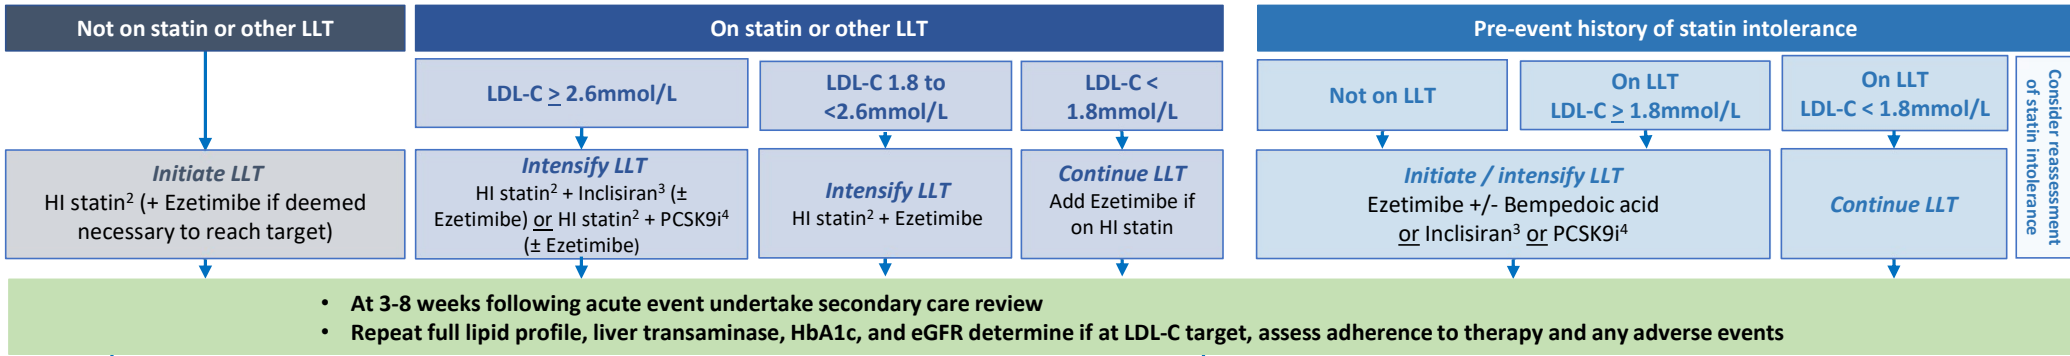 Not on statin or other LLT
On statin or other LLT
Pre-event history of statin intolerance
LDL-C ≥ 2.6mmol/L
LDL-C 1.8 to
<2.6mmol/L
LDL-C <
1.8mmol/L
Not on LLT
On LLT
LDL-C ≥ 1.8mmol/L
On LLT
LDL-C < 1.8mmol/L
Consider reassessment
of statin intolerance
Initiate LLT
HI statin² (+ Ezetimibe if deemed
necessary to reach target)
Intensify LLT
HI statin² + Inclisiran³ (±
Ezetimibe) or HI statin² + PCSK9i⁴
(± Ezetimibe)
Intensify LLT
HI statin² + Ezetimibe
Continue LLT
Add Ezetimibe if
on HI statin
Initiate / intensify LLT
Ezetimibe +/- Bempedoic acid
or Inclisiran³ or PCSK9i⁴
Continue LLT
• At 3-8 weeks following acute event undertake secondary care review
• Repeat full lipid profile, liver transaminase, HbA1c, and eGFR determine if at LDL-C target, assess adherence to therapy and any adverse events